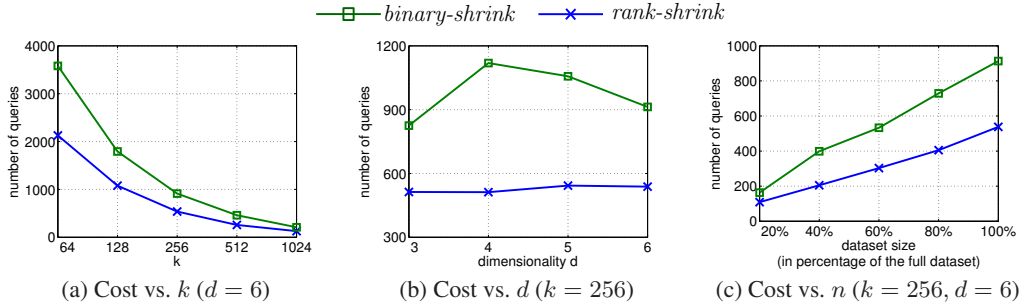 binary-shrink rank-shrink
number of queries
4000
3000
2000
1000
0
64 128 256 512 1024
k
(a) Cost vs. k (d = 6)
number of queries
1200
900
600
300
3 4 5 6
dimensionality d
(b) Cost vs. d (k = 256)
number of queries
1000
800
600
400
200
0
20% 40% 60% 80% 100%
dataset size
(in percentage of the full dataset)
(c) Cost vs. n (k = 256, d = 6)